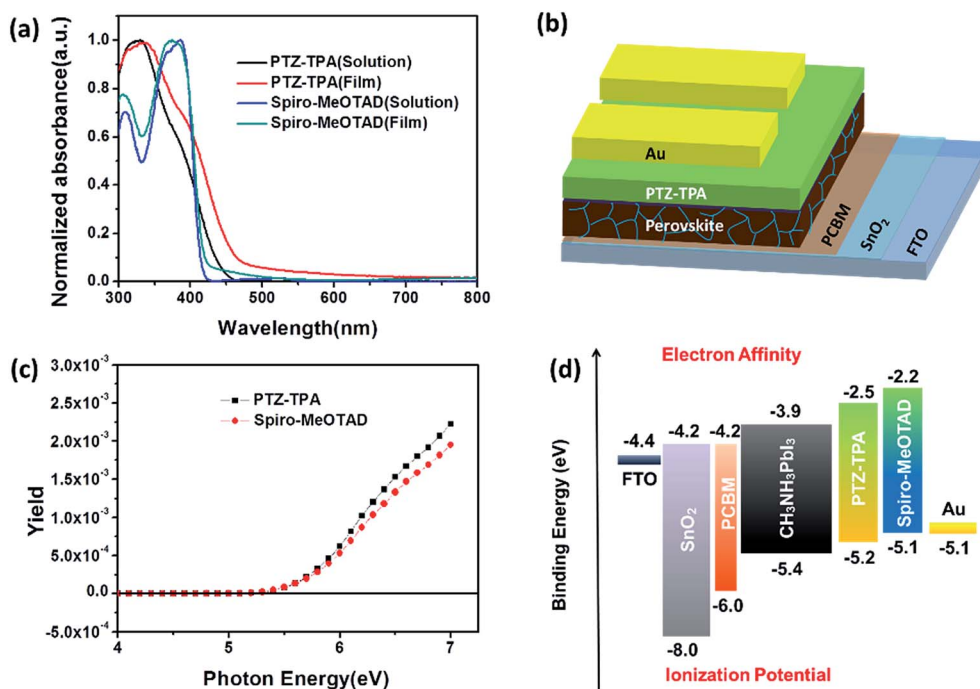 (a)
Normalized absorbance(a.u.)
1.0
0.8
0.6
0.4
0.2
0.0
PTZ-TPA(Solution)
PTZ-TPA(Film)
Spiro-MeOTAD(Solution)
Spiro-MeOTAD(Film)
300 400 500 600 700 800
Wavelength(nm)
(b)
Au
PTZ-TPA
Perovskite
PCBM
SnO₂
FTO
(c)
Yield
3.0x10⁻³
2.5x10⁻³
2.0x10⁻³
1.5x10⁻³
1.0x10⁻³
5.0x10⁻⁴
0.0
-5.0x10⁻⁴
PTZ-TPA
Spiro-MeOTAD
4 5 6 7
Photon Energy(eV)
(d)
Electron Affinity
Binding Energy (eV)
-4.4
FTO
-4.2
SnO₂
-8.0
-4.2
PCBM
-6.0
-3.9
CH₃NH₃PbI₃
-5.4
-2.5
PTZ-TPA
-5.2
-2.2
Spiro-MeOTAD
-5.1
Au
-5.1
Ionization Potential